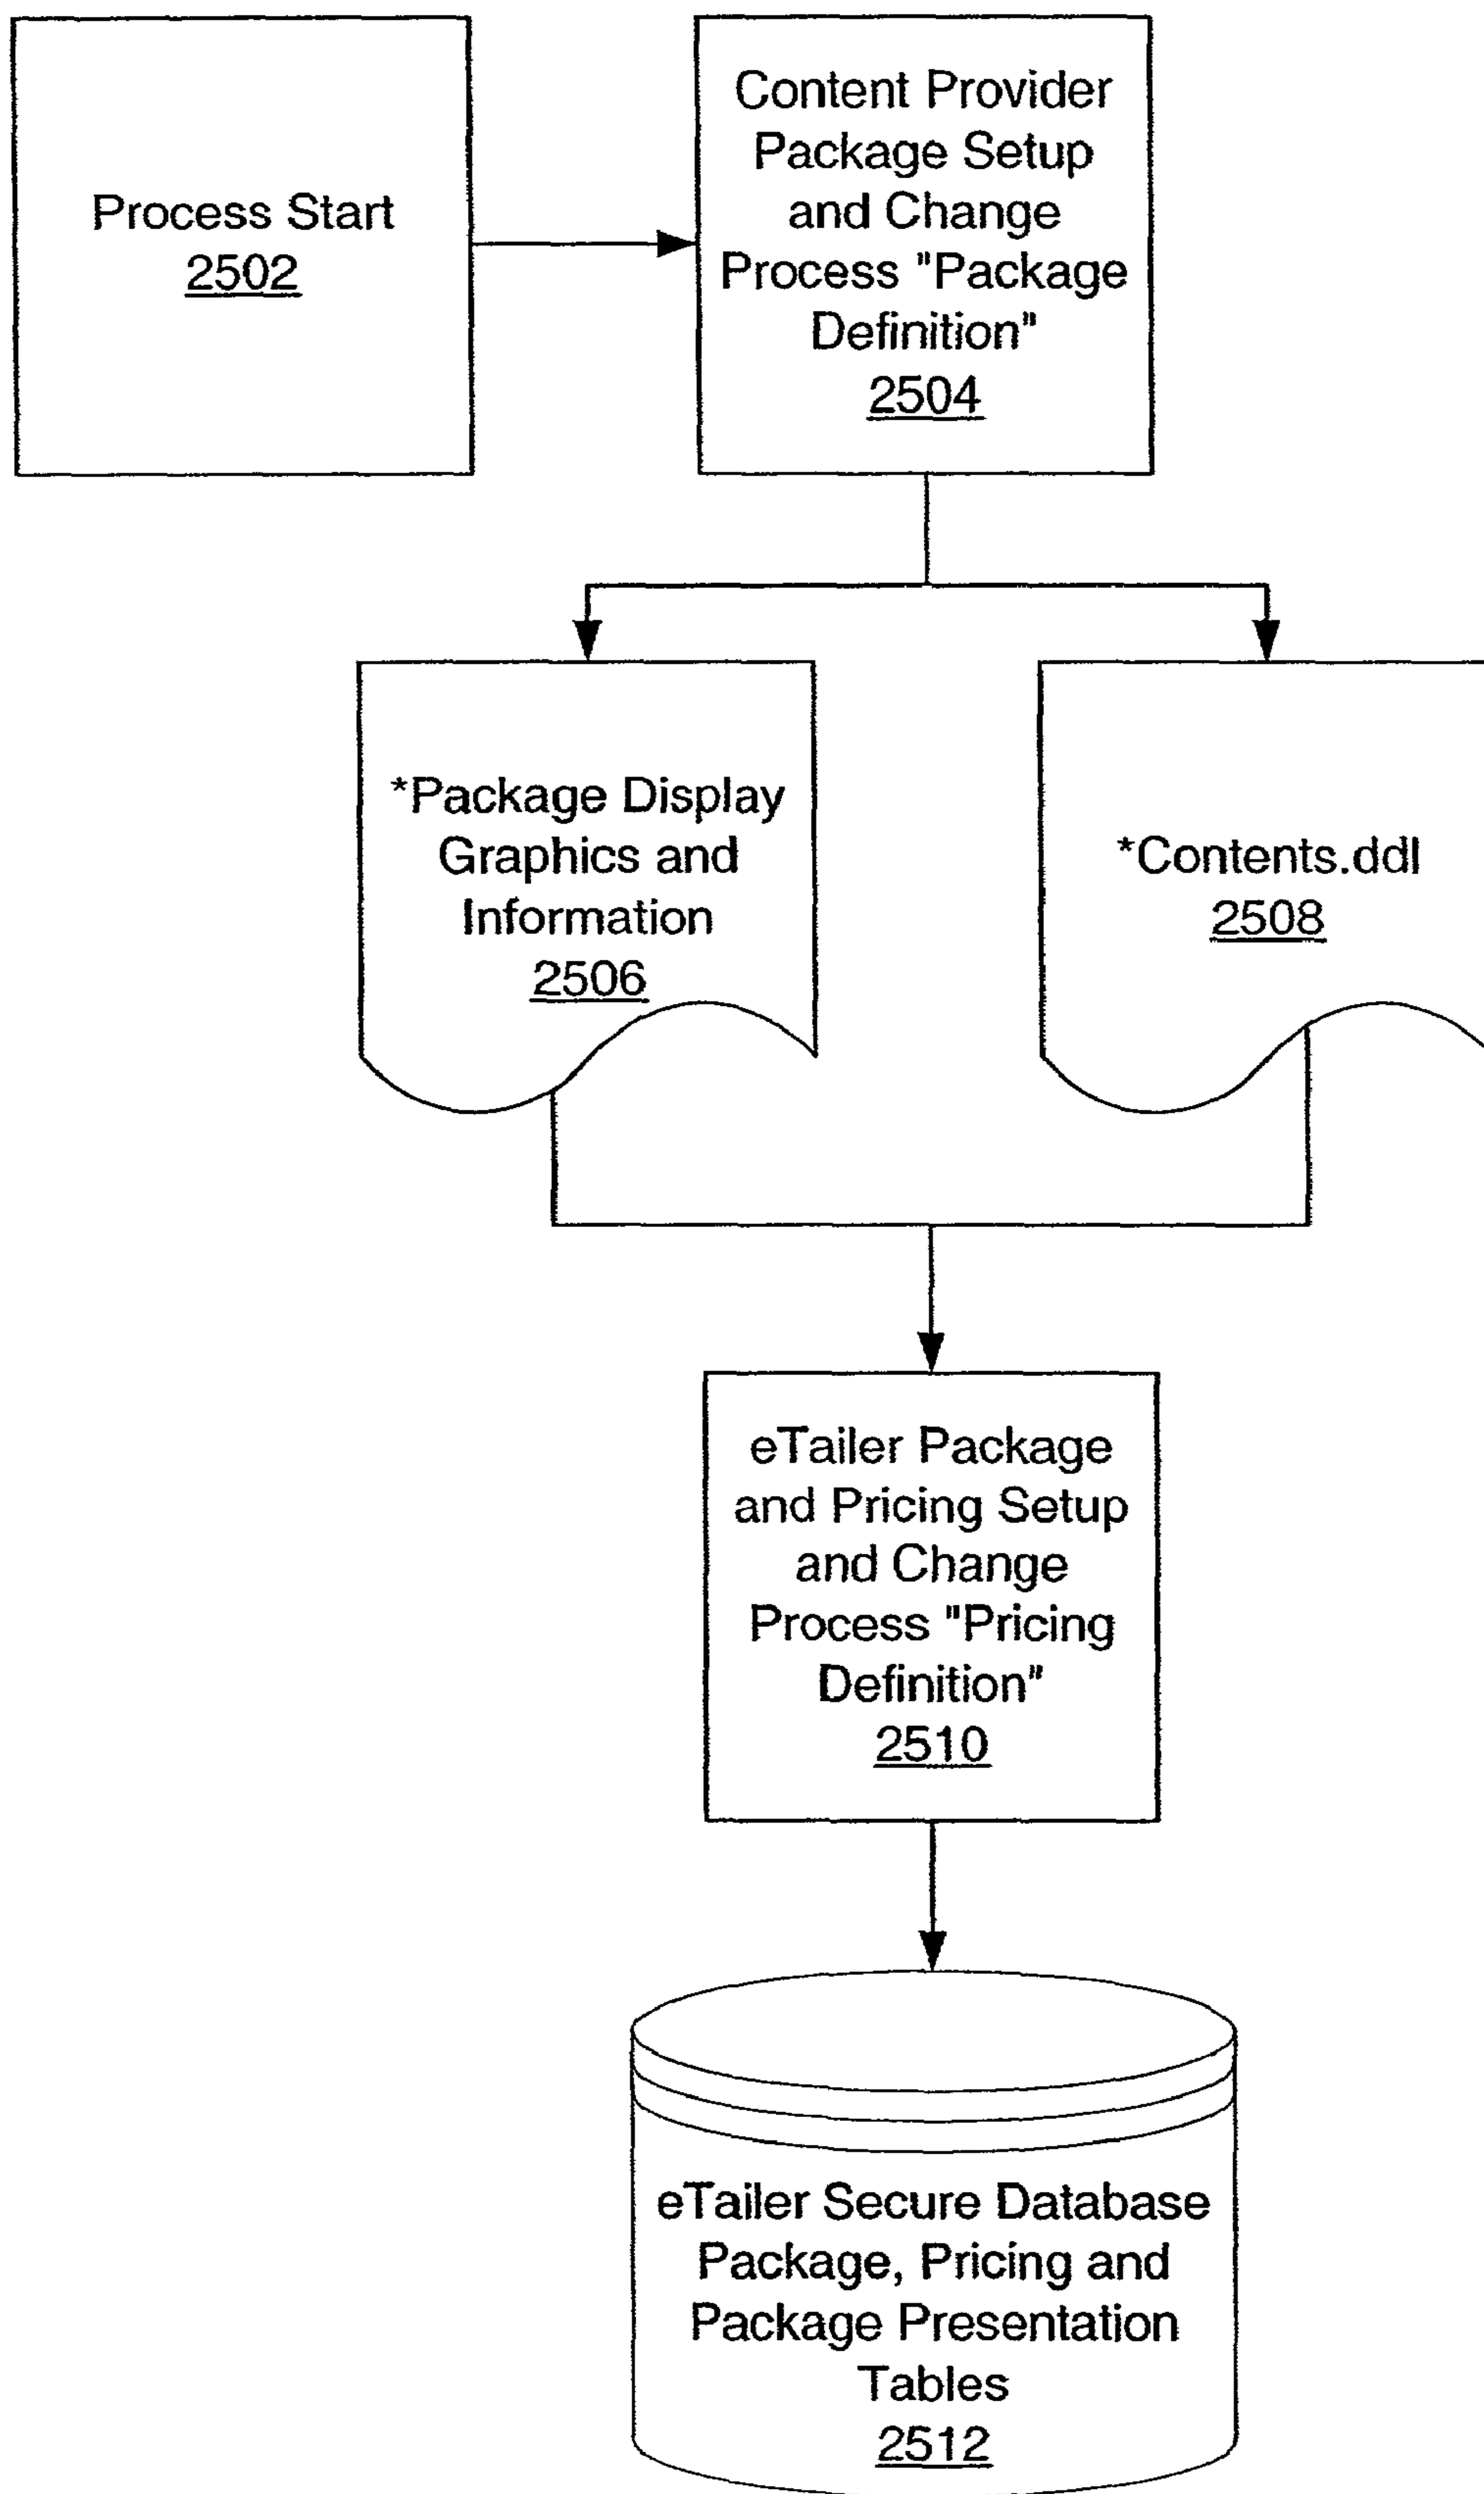 Process Start
2502
Content Provider
Package Setup
and Change
Process "Package
Definition"
2504
*Package Display
Graphics and
Information
2506
*Contents.ddl
2508
eTailer Package
and Pricing Setup
and Change
Process "Pricing
Definition"
2510
eTailer Secure Database
Package, Pricing and
Package Presentation
Tables
2512